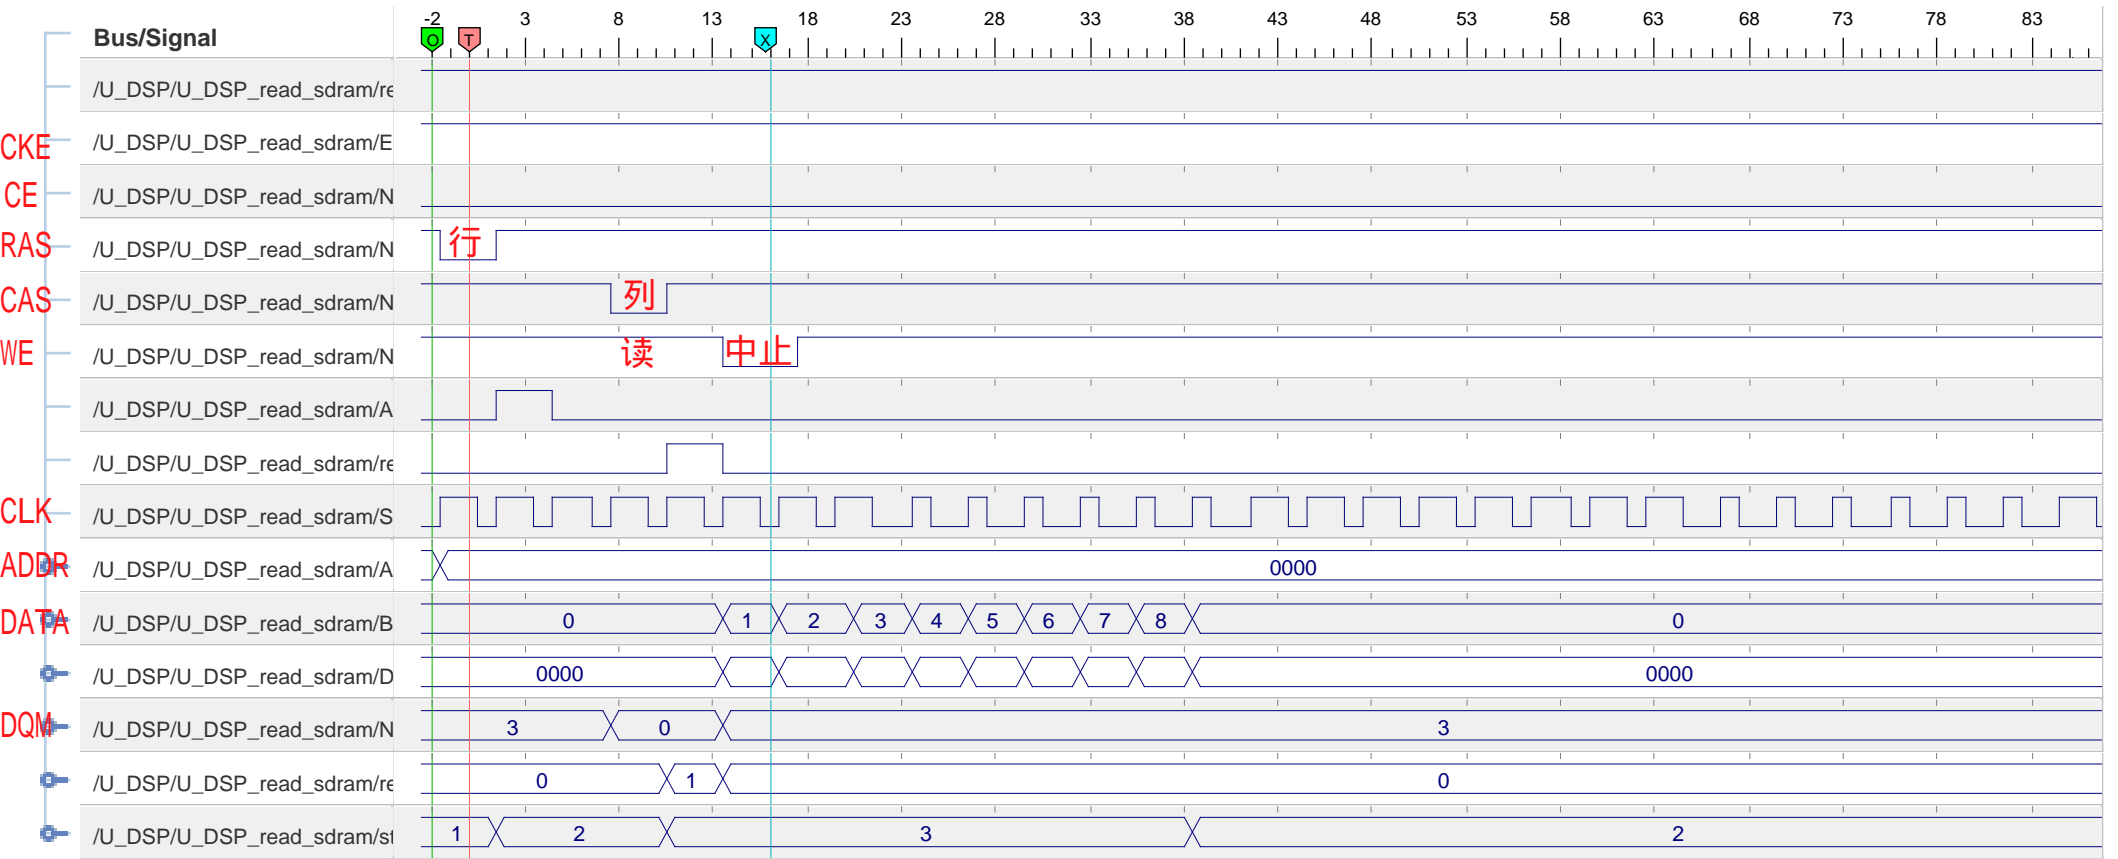 -2 3 8 13 18 23 28 33 38 43 48 53 58 63 68 73 78 83
Bus/Signal O T X
/U_DSP/U_DSP_read_sdram/re
CKE /U_DSP/U_DSP_read_sdram/E
CE /U_DSP/U_DSP_read_sdram/N
RAS /U_DSP/U_DSP_read_sdram/N 行
CAS /U_DSP/U_DSP_read_sdram/N 列
WE /U_DSP/U_DSP_read_sdram/N 读 中止
/U_DSP/U_DSP_read_sdram/A
/U_DSP/U_DSP_read_sdram/re
CLK /U_DSP/U_DSP_read_sdram/S
ADDR /U_DSP/U_DSP_read_sdram/A 0000
DATA /U_DSP/U_DSP_read_sdram/B 0 1 2 3 4 5 6 7 8 0
/U_DSP/U_DSP_read_sdram/D 0000 0000
DQM /U_DSP/U_DSP_read_sdram/N 3 0 3
/U_DSP/U_DSP_read_sdram/re 0 1 0
/U_DSP/U_DSP_read_sdram/st 1 2 3 2